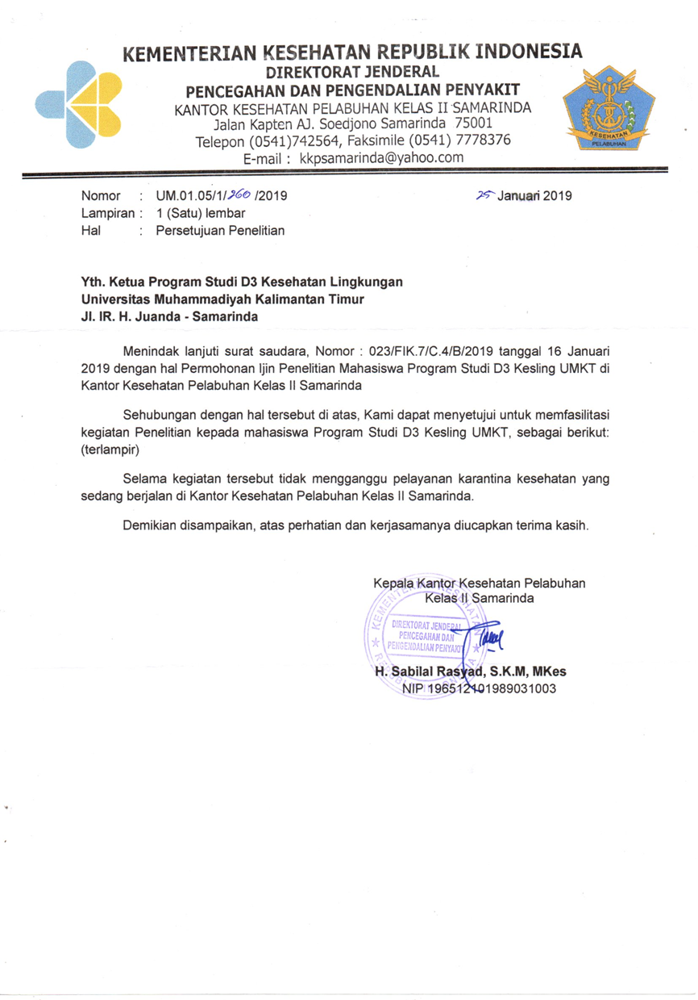 KEMENTERIAN KESEHATAN REPUBLIK INDONESIA
DIREKTORAT JENDERAL
PENCEGAHAN DAN PENGENDALIAN PENYAKIT
KANTOR KESEHATAN PELABUHAN KELAS II SAMARINDA
Jalan Kapten AJ. Soedjono Samarinda 75001
Telepon (0541)742564, Faksimile (0541) 7778376
E-mail : kkpsamarinda@yahoo.com
KESEHATAN
PELABUHAN
Nomor : UM.01.05/1/260 /2019
25 Januari 2019
Lampiran : 1 (Satu) lembar
Hal : Persetujuan Penelitian
Yth. Ketua Program Studi D3 Kesehatan Lingkungan
Universitas Muhammadiyah Kalimantan Timur
Jl. IR. H. Juanda - Samarinda
Menindak lanjuti surat saudara, Nomor : 023/FIK.7/C.4/B/2019 tanggal 16 Januari
2019 dengan hal Permohonan Ijin Penelitian Mahasiswa Program Studi D3 Kesling UMKT di
Kantor Kesehatan Pelabuhan Kelas II Samarinda
Sehubungan dengan hal tersebut di atas, Kami dapat menyetujui untuk memfasilitasi
kegiatan Penelitian kepada mahasiswa Program Studi D3 Kesling UMKT, sebagai berikut:
(terlampir)
Selama kegiatan tersebut tidak mengganggu pelayanan karantina kesehatan yang
sedang berjalan di Kantor Kesehatan Pelabuhan Kelas II Samarinda.
Demikian disampaikan, atas perhatian dan kerjasamanya diucapkan terima kasih.
Kepala Kantor Kesehatan Pelabuhan
Kelas II Samarinda
KEMENTERIAN KESEHATAN
DIREKTORAT JENDERAL
PENCEGAHAN DAN
PENGENDALIAN PENYAKIT
REPUBLIK INDONESIA
H. Sabilal Rasyad, S.K.M, MKes
NIP 196512101989031003